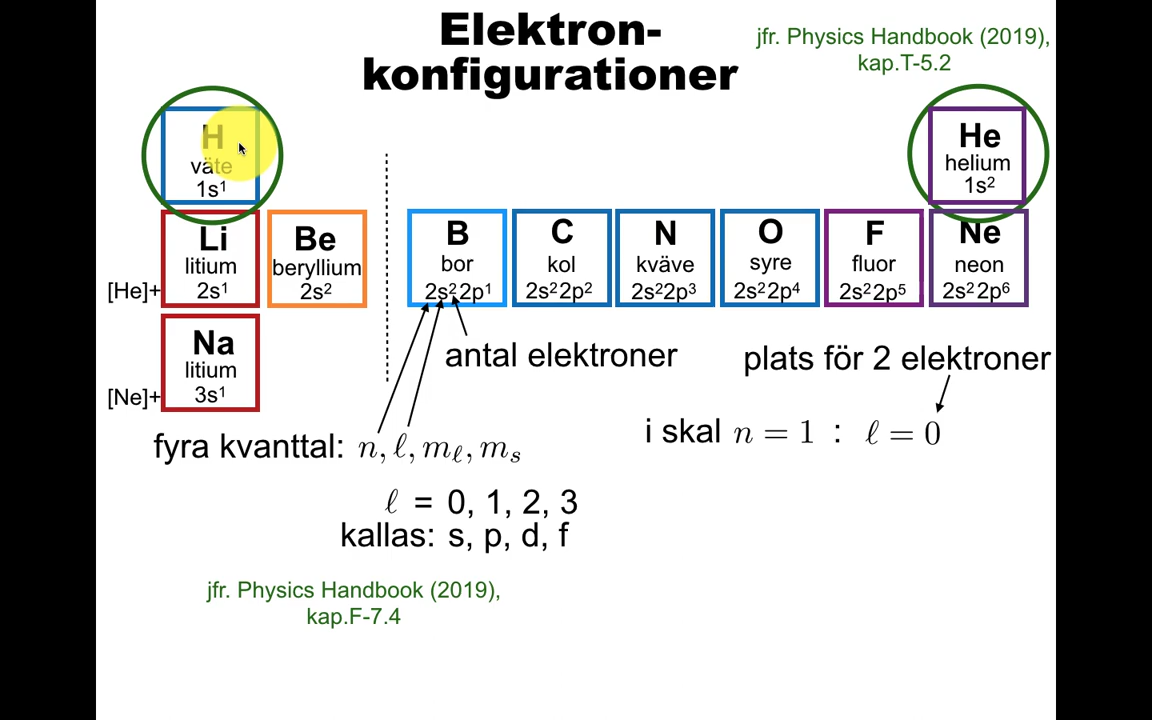 Elektron-
konfigurationer
jfr. Physics Handbook (2019),
kap.T-5.2
H
väte
1s¹
He
helium
1s²
[He]+
Li
litium
2s¹
Be
beryllium
2s²
B
bor
2s²2p¹
C
kol
2s²2p²
N
kväve
2s²2p³
O
syre
2s²2p⁴
F
fluor
2s²2p⁵
Ne
neon
2s²2p⁶
[Ne]+
Na
litium
3s¹
antal elektroner
plats för 2 elektroner
i skal n = 1 : ℓ = 0
fyra kvanttal: n, ℓ, mℓ, mₛ
ℓ = 0, 1, 2, 3
kallas: s, p, d, f
jfr. Physics Handbook (2019),
kap.F-7.4